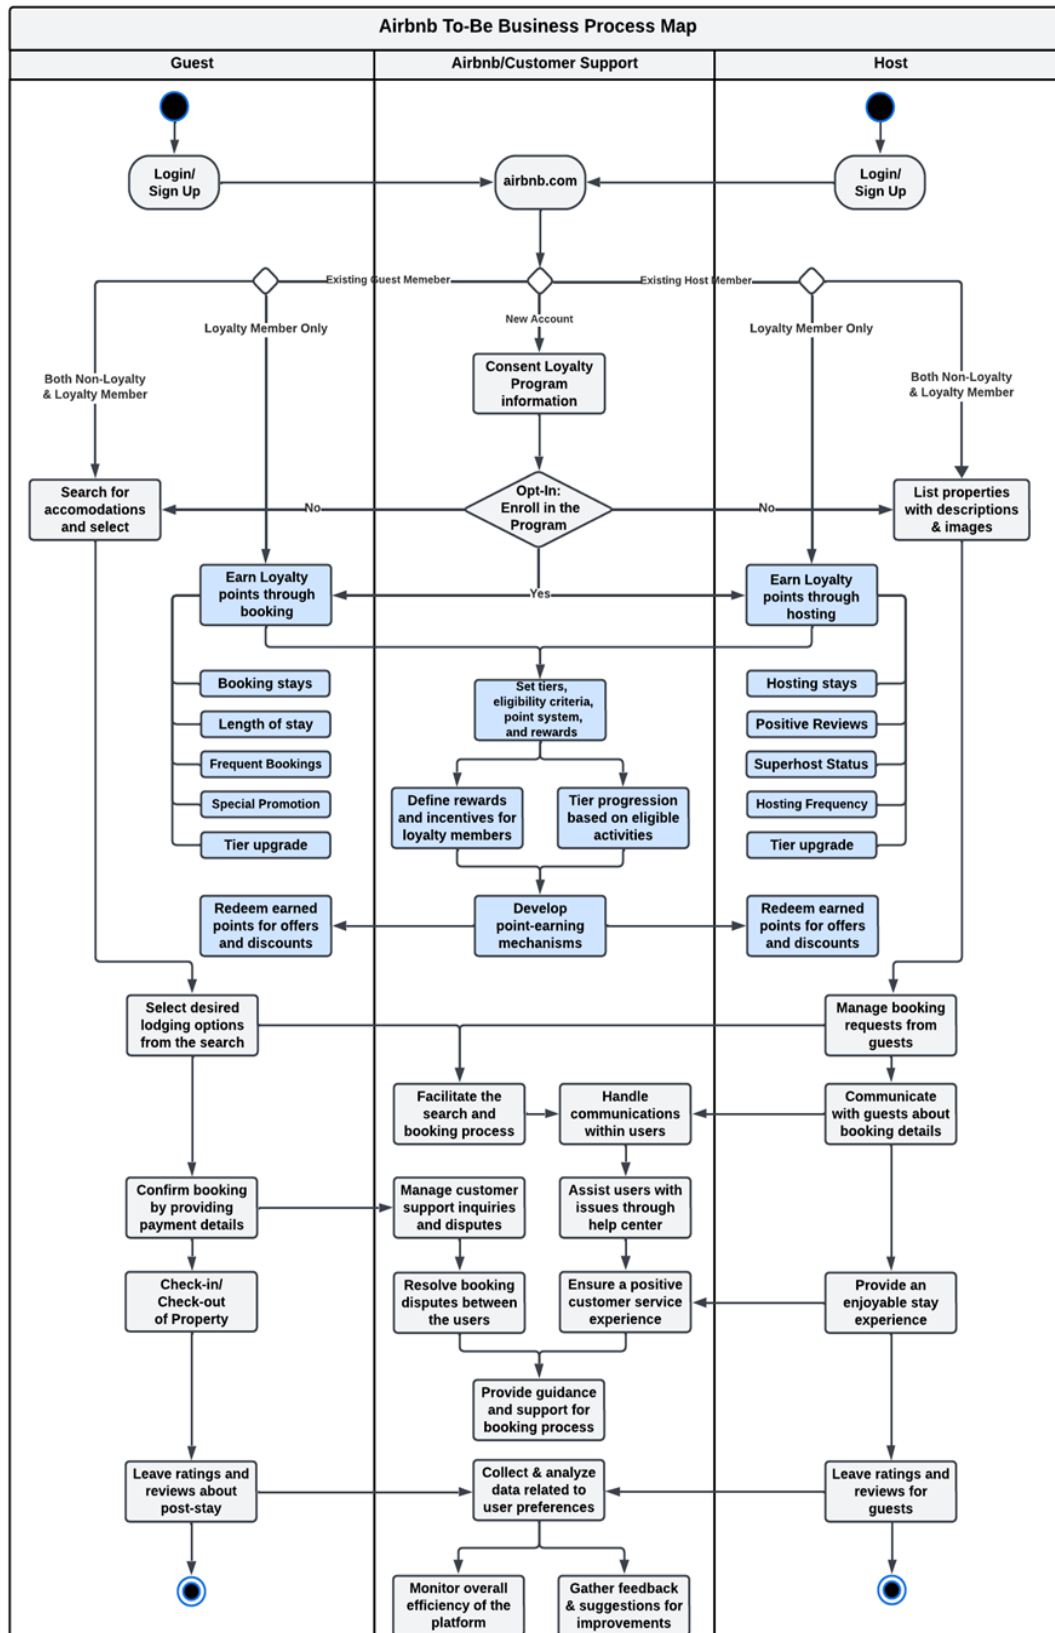 Airbnb To-Be Business Process Map
Guest
Airbnb/Customer Support
Host
Login/
Sign Up
airbnb.com
Login/
Sign Up
Existing Guest Memeber
Existing Host Member
Loyalty Member Only
New Account
Loyalty Member Only
Both Non-Loyalty
& Loyalty Member
Consent Loyalty
Program
information
Both Non-Loyalty
& Loyalty Member
Search for
accomodations
and select
No
Opt-In:
Enroll in the
Program
No
List properties
with descriptions
& images
Earn Loyalty
points through
booking
Yes
Earn Loyalty
points through
hosting
Booking stays
Length of stay
Frequent Bookings
Special Promotion
Tier upgrade
Set tiers,
eligibility criteria,
point system,
and rewards
Hosting stays
Positive Reviews
Superhost Status
Hosting Frequency
Tier upgrade
Define rewards
and incentives for
loyalty members
Tier progression
based on eligible
activities
Redeem earned
points for offers
and discounts
Develop
point-earning
mechanisms
Redeem earned
points for offers
and discounts
Select desired
lodging options
from the search
Manage booking
requests from
guests
Facilitate the
search and
booking process
Handle
communications
within users
Communicate
with guests about
booking details
Confirm booking
by providing
payment details
Manage customer
support inquiries
and disputes
Assist users with
issues through
help center
Check-in/
Check-out
of Property
Resolve booking
disputes between
the users
Ensure a positive
customer service
experience
Provide an
enjoyable stay
experience
Provide guidance
and support for
booking process
Leave ratings and
reviews about
post-stay
Collect & analyze
data related to
user preferences
Leave ratings and
reviews for
guests
Monitor overall
efficiency of the
platform
Gather feedback
& suggestions for
improvements